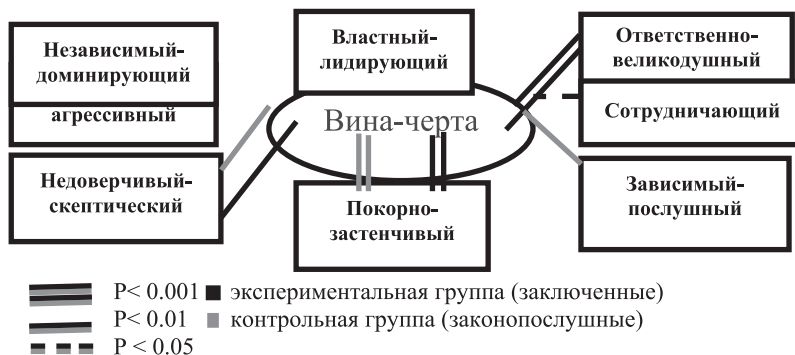 Независимый-
доминирующий
агрессивный
Властный-
лидирующий
Ответственно-
великодушный
Сотрудничающий
Вина-черта
Недоверчивый-
скептический
Покорно-
застенчивый
Зависимый-
послушный
P< 0.001 экспериментальная группа (заключенные)
P< 0.01 контрольная группа (законопослушные)
P < 0.05